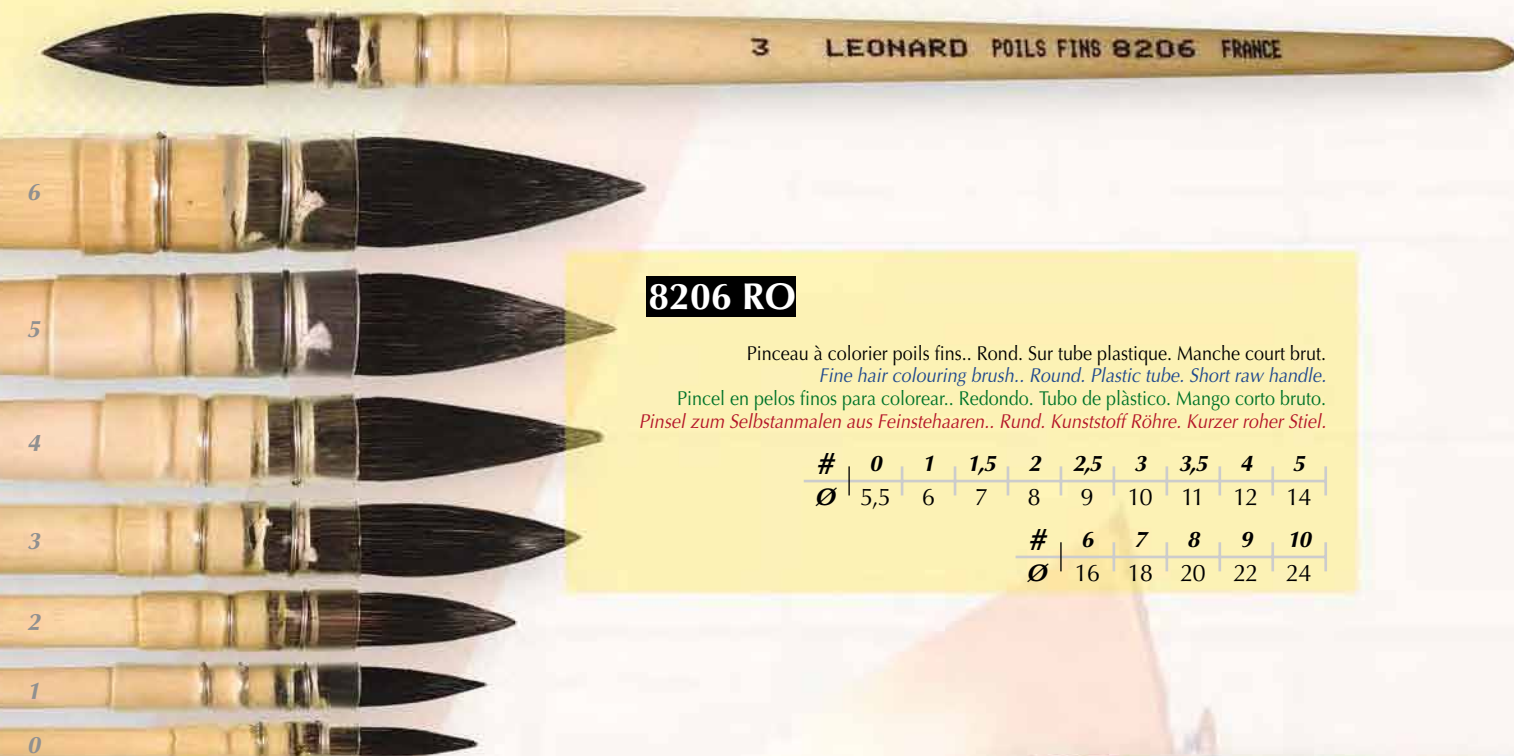 3 LEONARD POILS FINS 8206 FRANCE
6
5
4
3
2
1
0
8206 RO
Pinceau à colorier poils fins.. Rond. Sur tube plastique. Manche court brut.
Fine hair colouring brush.. Round. Plastic tube. Short raw handle.
Pincel en pelos finos para colorear.. Redondo. Tubo de plàstico. Mango corto bruto.
Pinsel zum Selbstanmalen aus Feinstehaaren.. Rund. Kunststoff Röhre. Kurzer roher Stiel.
# 0 1 1,5 2 2,5 3 3,5 4 5
Ø 5,5 6 7 8 9 10 11 12 14
# 6 7 8 9 10
Ø 16 18 20 22 24